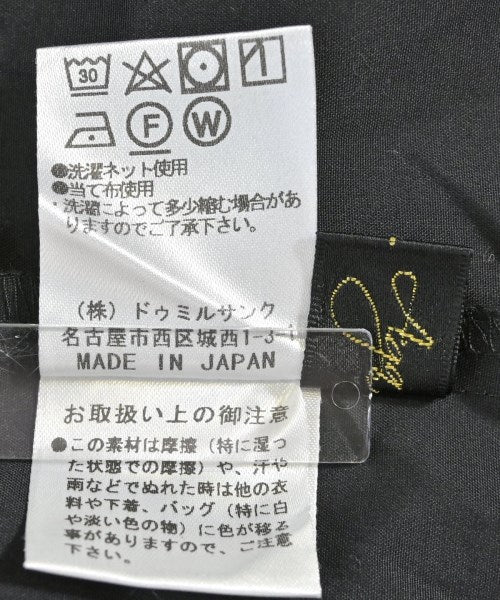 30
F W
●洗濯ネット使用
●当て布使用
・洗濯によって多少縮む場合があ
りますのでご了承下さい。
(株) ドゥミルサンク
名古屋市西区城西1-3-1
MADE IN JAPAN
お取扱い上の御注意
●この素材は摩擦(特に湿っ
た状態での摩擦)や、汗や
雨などでぬれた時は他の衣
料や下着、バッグ(特に白
や淡い色の物)に色が移る
事がありますので、ご注意
下さい。